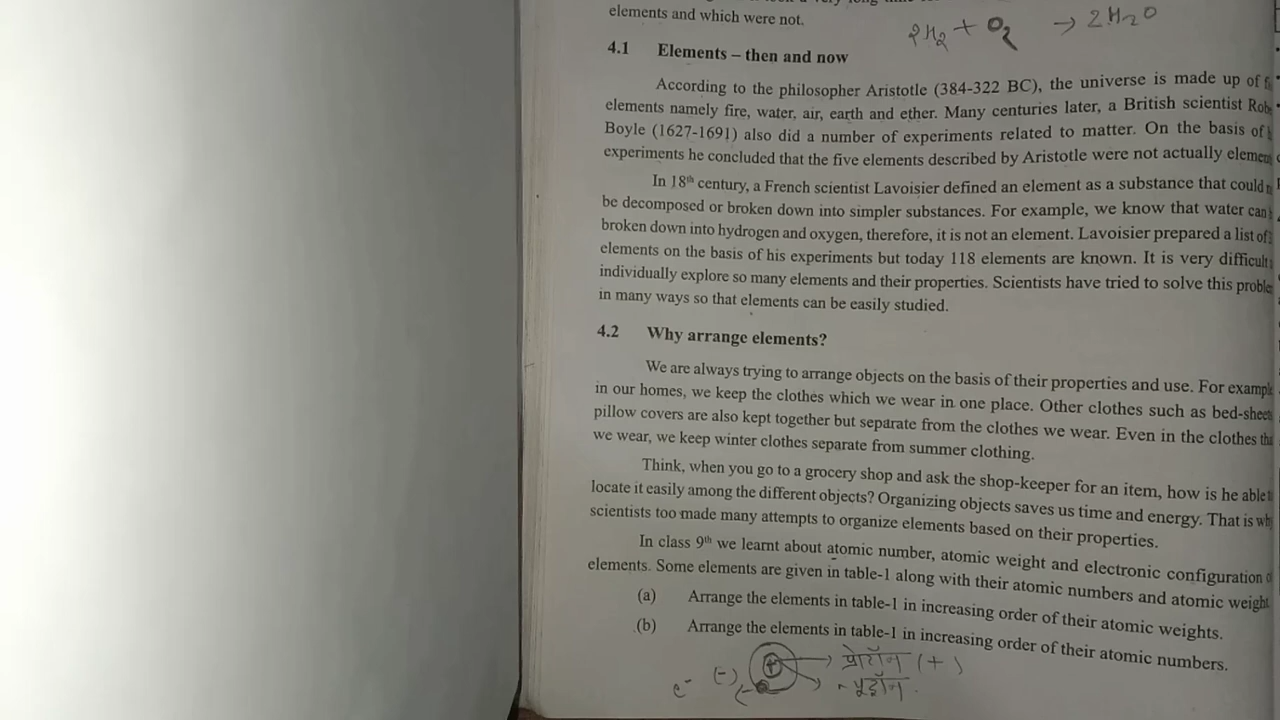 elements and which were not.
2H2 + O2 → 2H2O
4.1 Elements – then and now
According to the philosopher Aristotle (384-322 BC), the universe is made up of
elements namely fire, water, air, earth and ether. Many centuries later, a British scientist
Boyle (1627-1691) also did a number of experiments related to matter. On the basis of
experiments he concluded that the five elements described by Aristotle were not actually
In 18th century, a French scientist Lavoisier defined an element as a substance that could
be decomposed or broken down into simpler substances. For example, we know that water can
broken down into hydrogen and oxygen, therefore, it is not an element. Lavoisier prepared a list of
elements on the basis of his experiments but today 118 elements are known. It is very difficult
individually explore so many elements and their properties. Scientists have tried to solve this
in many ways so that elements can be easily studied.
4.2 Why arrange elements?
We are always trying to arrange objects on the basis of their properties and use. For
in our homes, we keep the clothes which we wear in one place. Other clothes such as
pillow covers are also kept together but separate from the clothes we wear. Even in the clothes
we wear, we keep winter clothes separate from summer clothing.
Think, when you go to a grocery shop and ask the shop-keeper for an item, how is he able
locate it easily among the different objects? Organizing objects saves us time and energy. That is
scientists too made many attempts to organize elements based on their properties.
In class 9th we learnt about atomic number, atomic weight and electronic configuration
elements. Some elements are given in table-1 along with their atomic numbers and atomic
(a) Arrange the elements in table-1 in increasing order of their atomic weights.
(b) Arrange the elements in table-1 in increasing order of their atomic numbers.
e- (-) (-) + → प्रोटॉन (+)